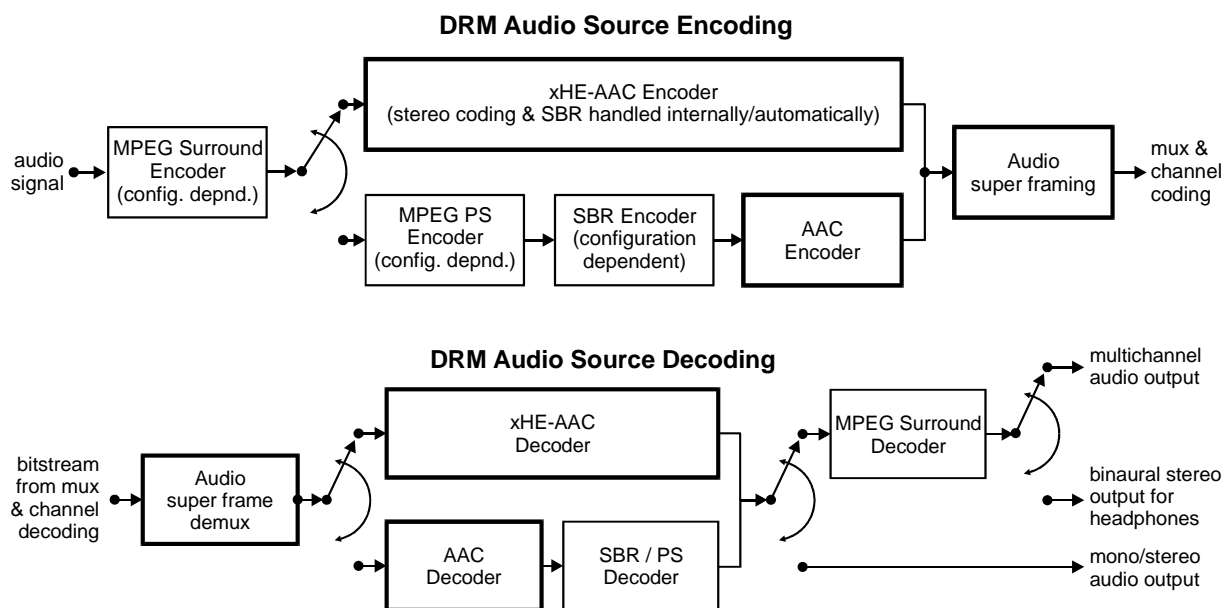 DRM Audio Source Encoding
xHE-AAC Encoder
(stereo coding & SBR handled internally/automatically)
audio
signal
MPEG Surround
Encoder
(config. depnd.)
Audio
super framing
mux &
channel
coding
MPEG PS
Encoder
(config. depnd.)
SBR Encoder
(configuration
dependent)
AAC
Encoder
DRM Audio Source Decoding
multichannel
audio output
xHE-AAC
Decoder
MPEG Surround
Decoder
bitstream
from mux
& channel
decoding
Audio
super frame
demux
binaural stereo
output for
headphones
AAC
Decoder
SBR / PS
Decoder
mono/stereo
audio output